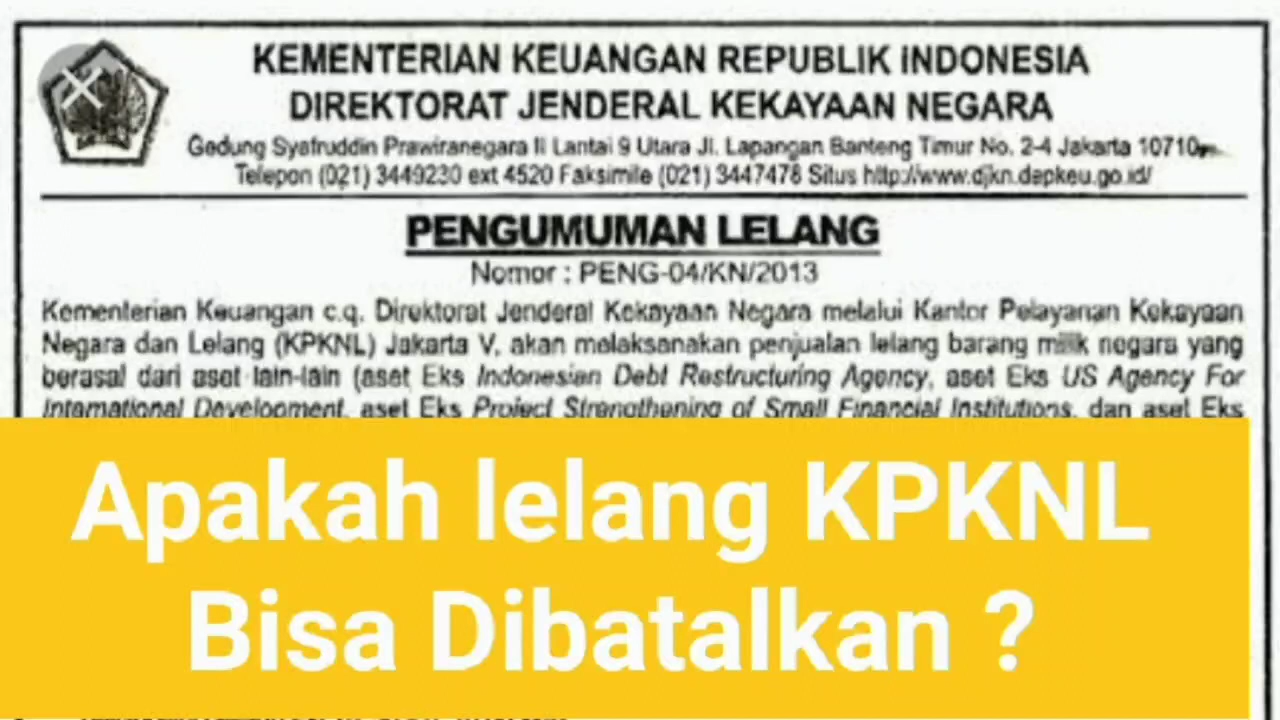 KEMENTERIAN KEUANGAN REPUBLIK INDONESIA
DIREKTORAT JENDERAL KEKAYAAN NEGARA
Gedung Syafruddin Prawiranegara II Lantai 9 Utara Jl. Lapangan Banteng Timur No. 2-4 Jakarta 10710
Telepon (021) 3449230 ext 4520 Faksimile (021) 3447478 Situs http://www.djkn.depkeu.go.id/
PENGUMUMAN LELANG
Nomor : PENG-04/KN/2013
Kementerian Keuangan c.q. Direktorat Jenderal Kekayaan Negara melalui Kantor Pelayanan Kekayaan
Negara dan Lelang (KPKNL) Jakarta V, akan melaksanakan penjualan lelang barang milik negara yang
berasal dari aset lain-lain (aset Eks Indonesian Debt Restructuring Agency, aset Eks US Agency For
International Development, aset Eks Project Strengthening of Small Financial Institutions, dan aset Eks
Apakah lelang KPKNL
Bisa Dibatalkan ?